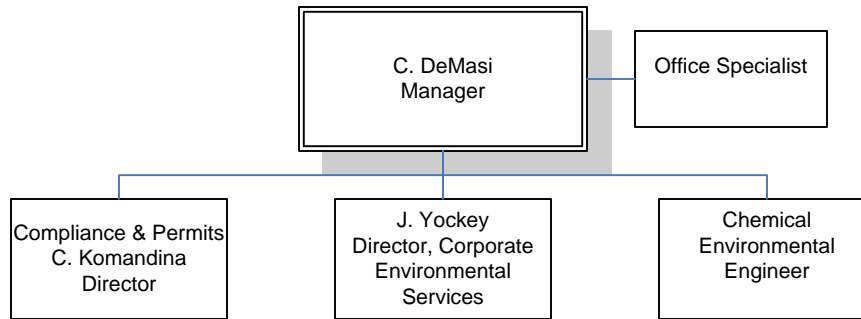 C. DeMasi
Manager
Office Specialist
Compliance & Permits
C. Komandina
Director
J. Yockey
Director, Corporate
Environmental
Services
Chemical
Environmental
Engineer